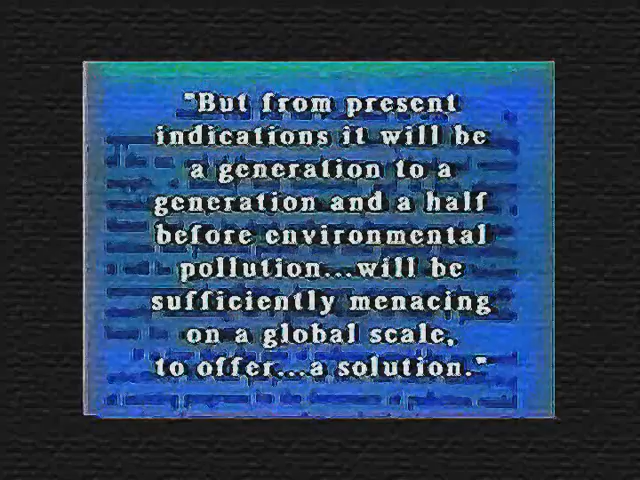 "But from present
indications it will be
a generation to a
generation and a half
before environmental
pollution...will be
sufficiently menacing
on a global scale,
to offer...a solution."